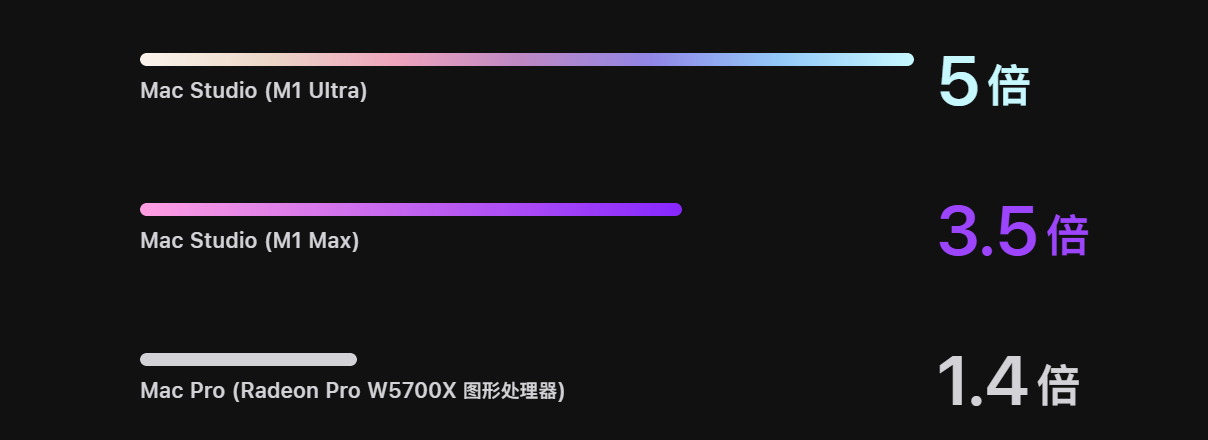 5 倍
Mac Studio (M1 Ultra)
3.5 倍
Mac Studio (M1 Max)
1.4 倍
Mac Pro (Radeon Pro W5700X 图形处理器)